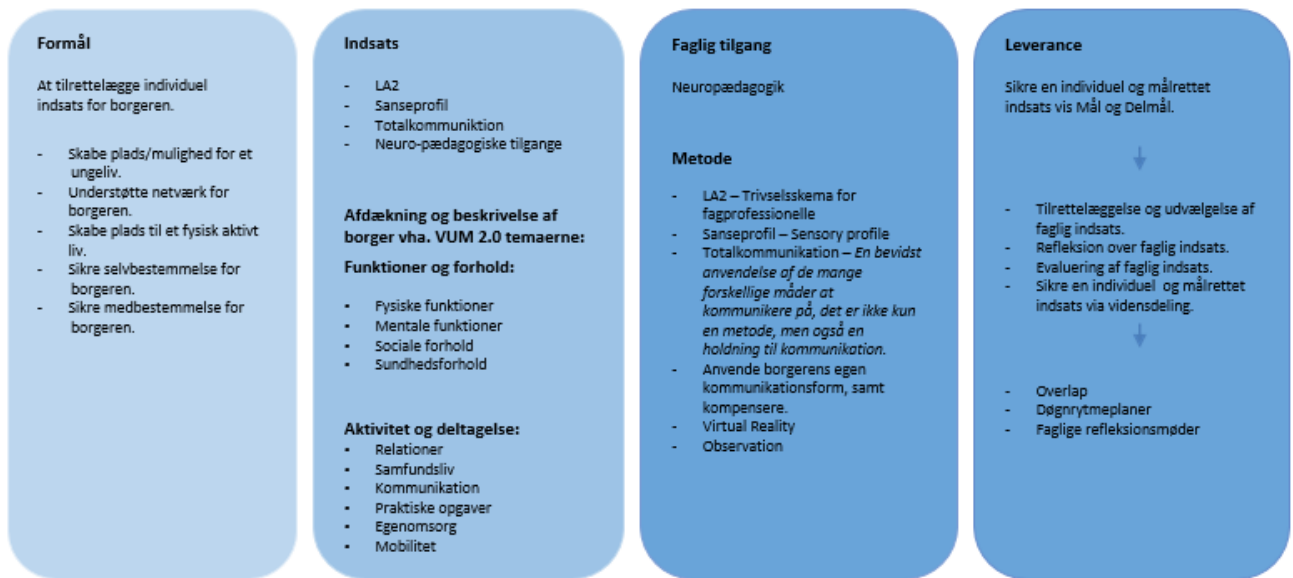 Formål
At tilrettelægge individuel
indsats for borgeren.
- Skabe plads/mulighed for et
ungeliv.
- Understøtte netværk for
borgeren.
- Skabe plads til et fysisk aktivt
liv.
- Sikre selvbestemmelse for
borgeren.
- Sikre medbestemmelse for
borgeren.
Indsats
- LA2
- Sanseprofil
- Totalkommuniktion
- Neuro-pædagogiske tilgange
Afdækning og beskrivelse af
borger vha. VUM 2.0 temaerne:
Funktioner og forhold:
▪ Fysiske funktioner
▪ Mentale funktioner
▪ Sociale forhold
▪ Sundhedsforhold
Aktivitet og deltagelse:
▪ Relationer
▪ Samfundsliv
▪ Kommunikation
▪ Praktiske opgaver
▪ Egenomsorg
▪ Mobilitet
Faglig tilgang
Neuropædagogik
Metode
- LA2 – Trivselsskema for
fagprofessionelle
- Sanseprofil – Sensory profile
- Totalkommunikation – En bevidst
anvendelse af de mange
forskellige måder at
kommunikere på, det er ikke kun
en metode, men også en
holdning til kommunikation.
- Anvende borgerens egen
kommunikationsform, samt
kompensere.
- Virtual Reality
- Observation
Leverance
Sikre en individuel og målrettet
indsats vis Mål og Delmål.
- Tilrettelæggelse og udvælgelse af
faglig indsats.
- Refleksion over faglig indsats.
- Evaluering af faglig indsats.
- Sikre en individuel og målrettet
indsats via vidensdeling.
- Overlap
- Døgnrytmeplaner
- Faglige refleksionsmøder